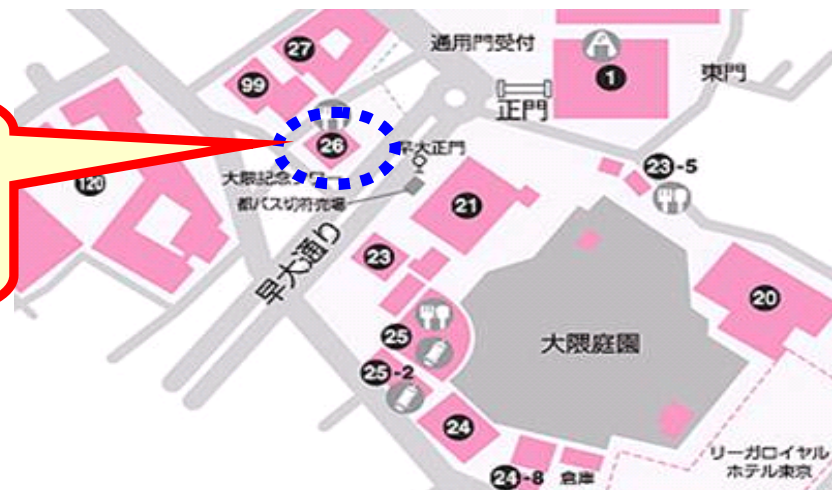 27
通用門受付
1
99
東門
正門
26
早大正門
23-5
120
大隈記念タワー
都バス切符売場
21
早大通り
23
20
25
大隈庭園
25-2
24
リーガロイヤル
ホテル東京
24-8
倉庫